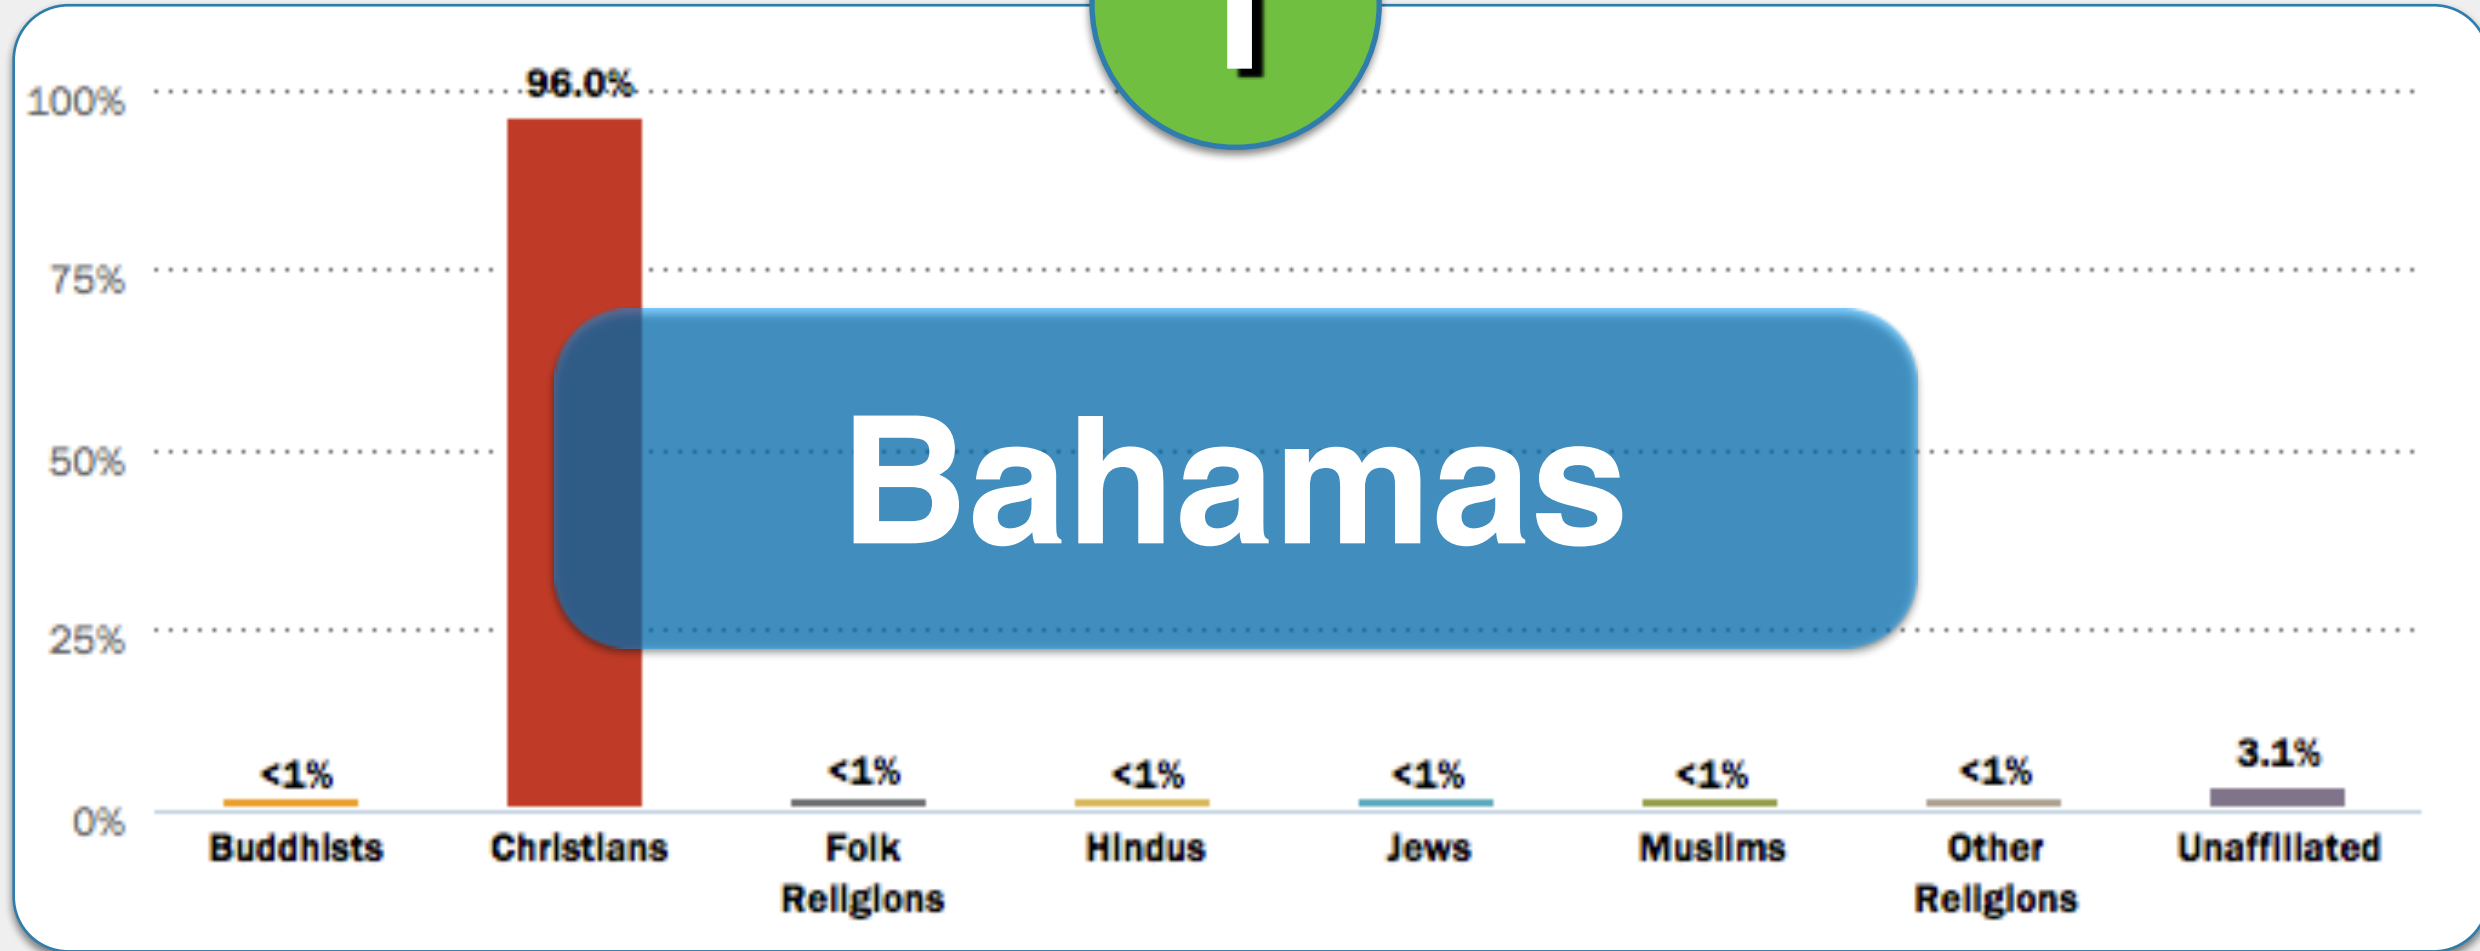 1
96.0%
100%
75%
50%
25%
0%
Bahamas
<1%
<1%
<1%
<1%
<1%
<1%
3.1%
Buddhists
Christians
Folk
Religions
Hindus
Jews
Muslims
Other
Religions
Unaffiliated